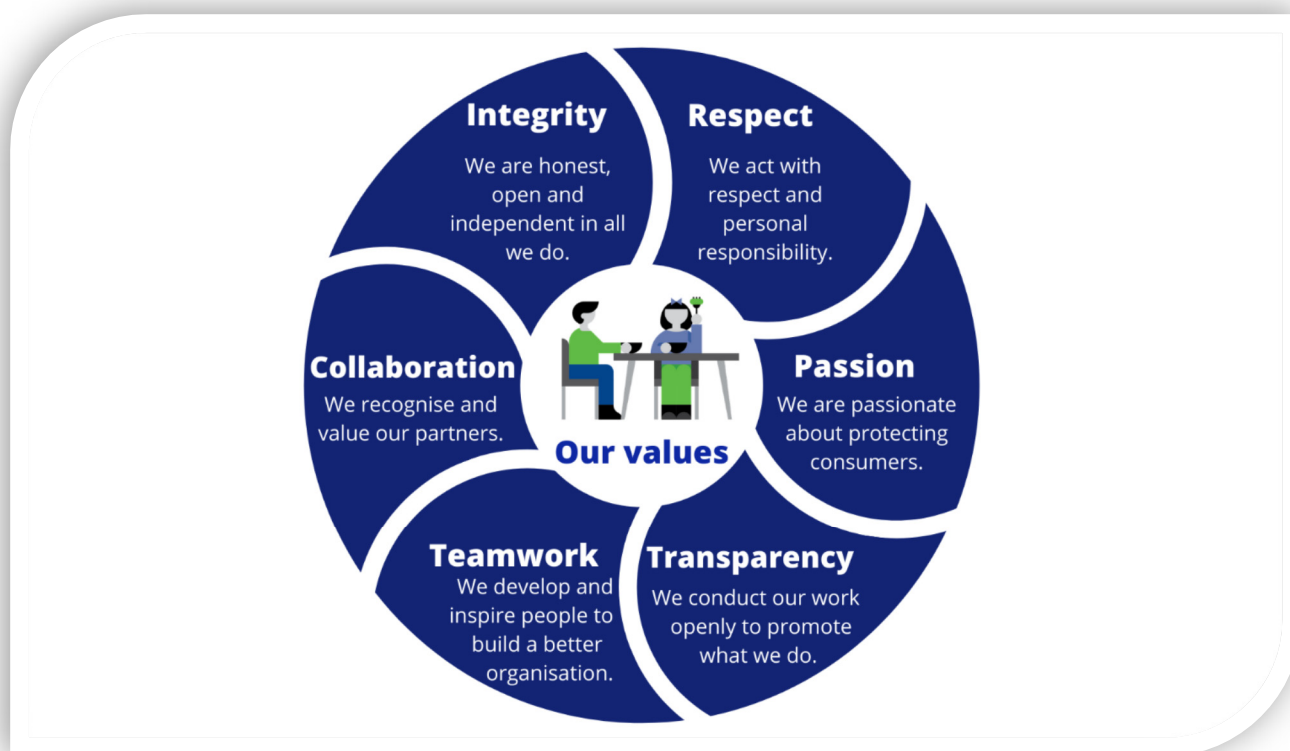 Integrity
We are honest,
open and
independent in all
we do.
Respect
We act with
respect and
personal
responsibility.
Passion
We are passionate
about protecting
consumers.
Transparency
We conduct our work
openly to promote
what we do.
Teamwork
We develop and
inspire people to
build a better
organisation.
Collaboration
We recognise and
value our partners.
Our values